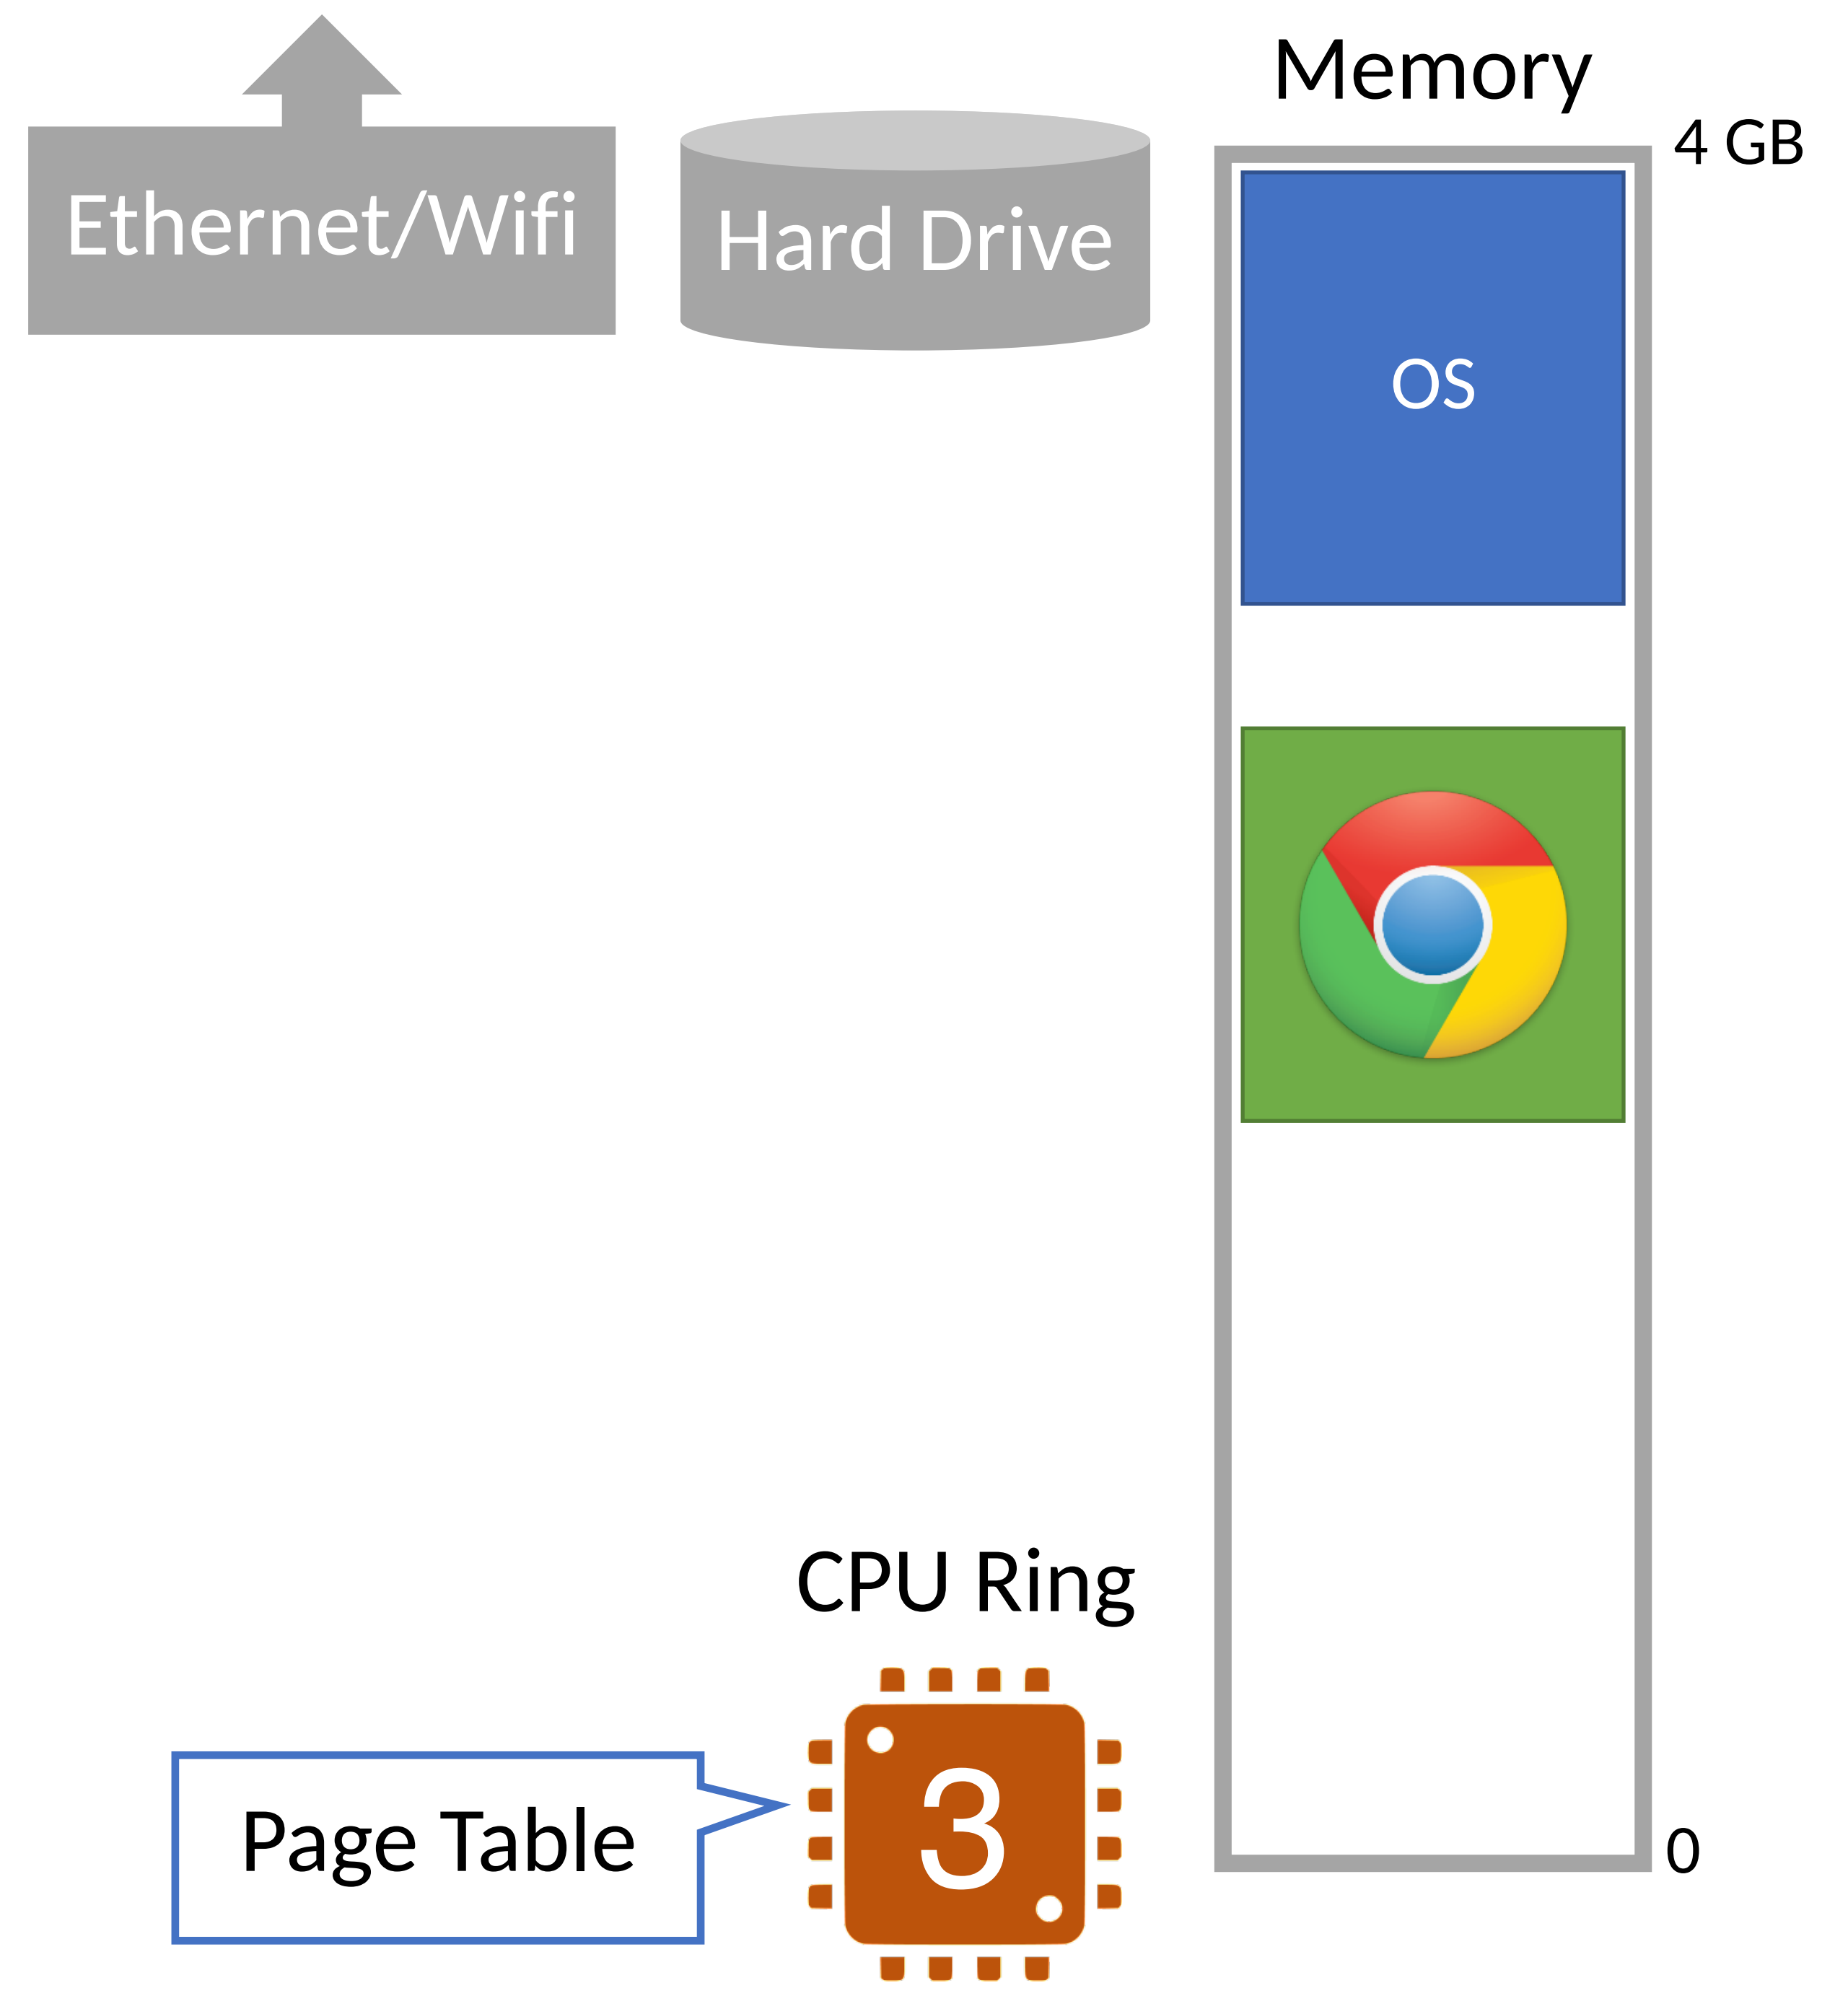 Memory
4 GB
Ethernet/Wifi
Hard Drive
OS
CPU Ring
Page Table
3
0